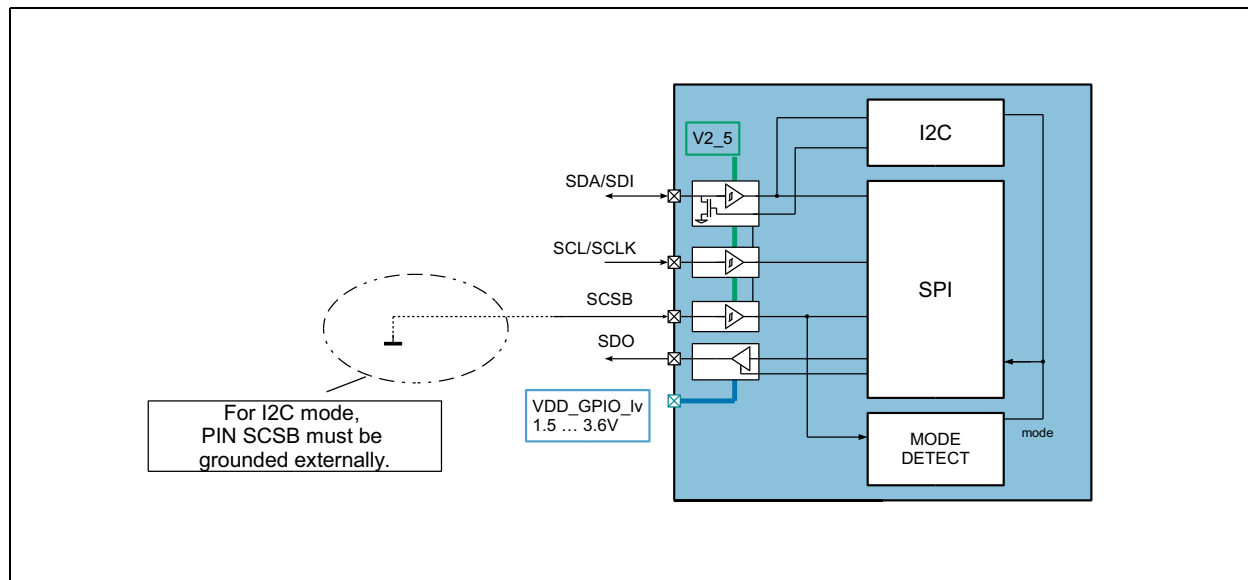 I2C
V2_5
SDA/SDI
SCL/SCLK
SPI
SCSB
SDO
VDD_GPIO_lv
1.5 ... 3.6V
For I2C mode,
PIN SCSB must be
grounded externally.
mode
MODE
DETECT